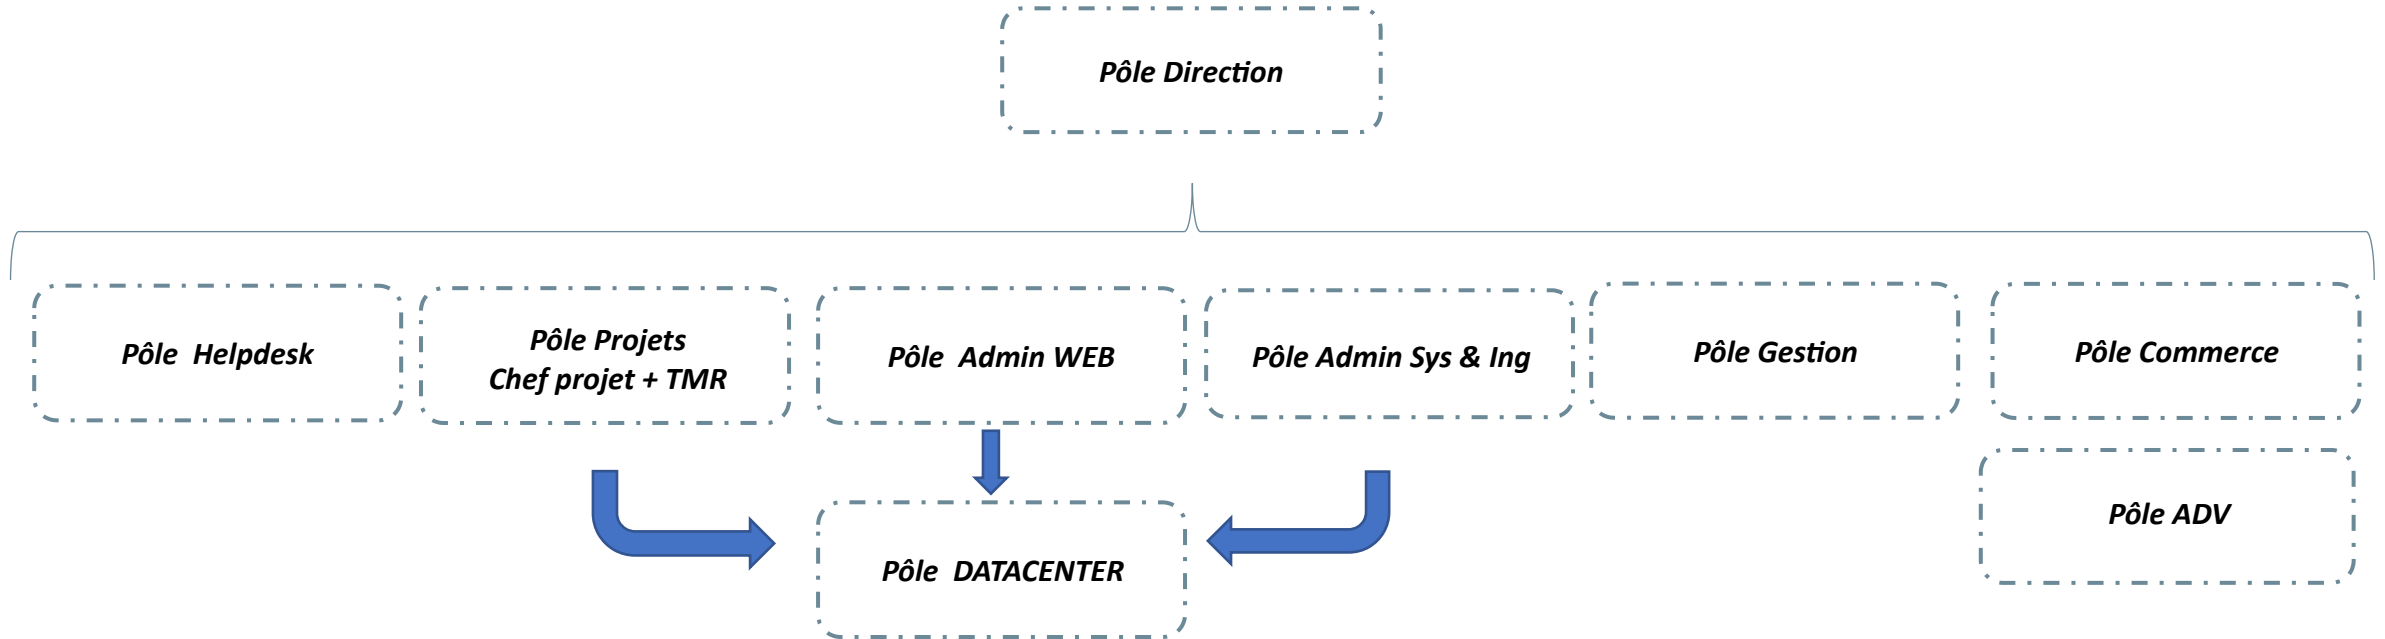 Pôle Direction
Pôle Helpdesk
Pôle Projets
Chef projet + TMR
Pôle Admin WEB
Pôle Admin Sys & Ing
Pôle Gestion
Pôle Commerce
Pôle ADV
Pôle DATACENTER